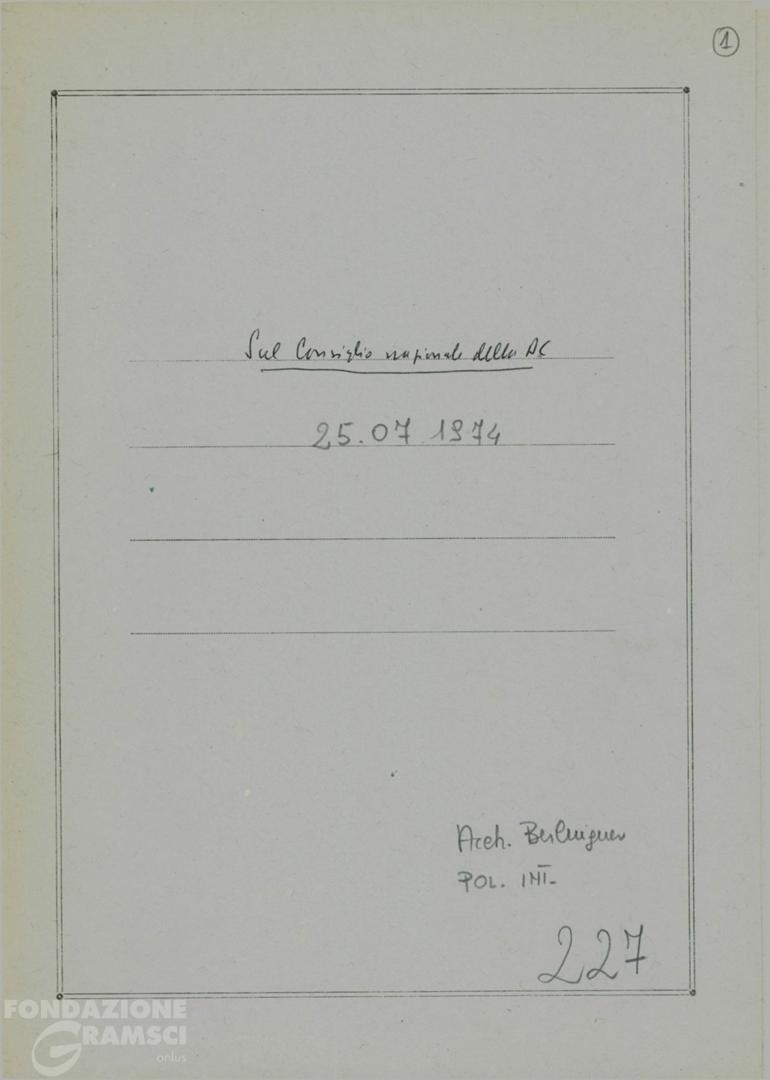 1
Sul Consiglio nazionale della DC
25.07 1974
Arch. Berlinguer
POL. INT.
227
FONDAZIONE
GRAMSCI
onlus